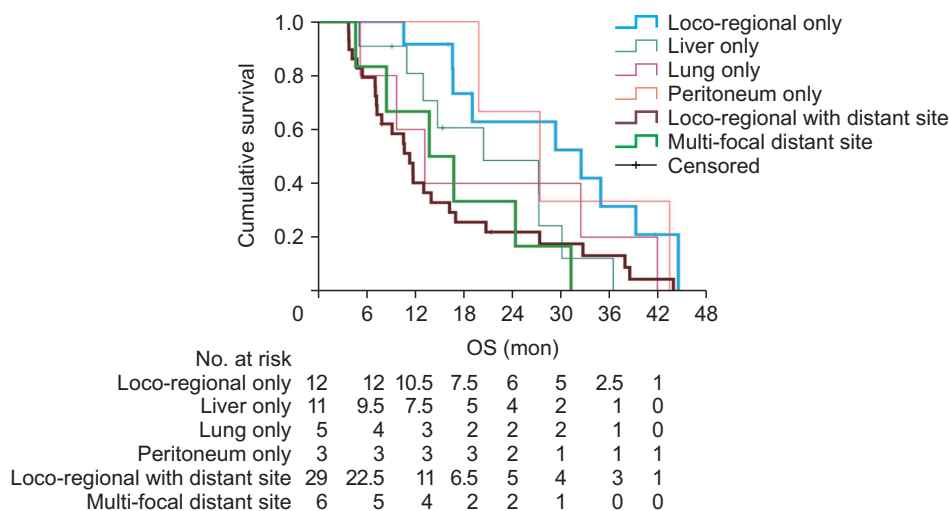 1.0
0.8
0.6
0.4
0.2
Cumulative survival
Loco-regional only
Liver only
Lung only
Peritoneum only
Loco-regional with distant site
Multi-focal distant site
Censored
0 6 12 18 24 30 36 42 48
OS (mon)
No. at risk
Loco-regional only 12 12 10.5 7.5 6 5 2.5 1
Liver only 11 9.5 7.5 5 4 2 1 0
Lung only 5 4 3 2 2 2 1 0
Peritoneum only 3 3 3 3 2 1 1 1
Loco-regional with distant site 29 22.5 11 6.5 5 4 3 1
Multi-focal distant site 6 5 4 2 2 1 0 0